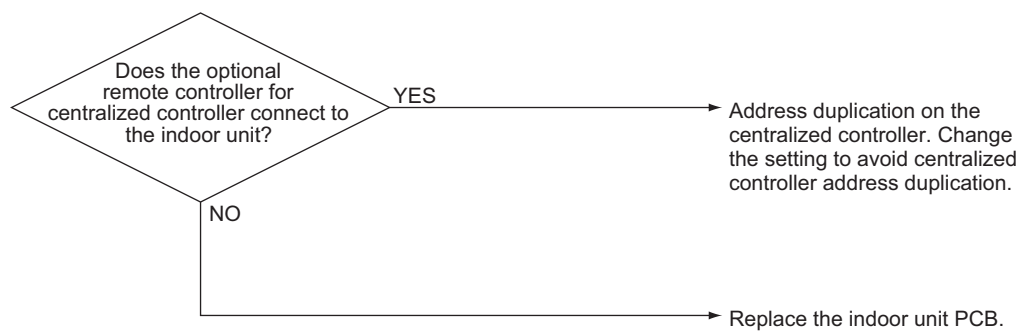 Does the optional
remote controller for
centralized controller connect to
the indoor unit?
YES
Address duplication on the
centralized controller. Change
the setting to avoid centralized
controller address duplication.
NO
Replace the indoor unit PCB.